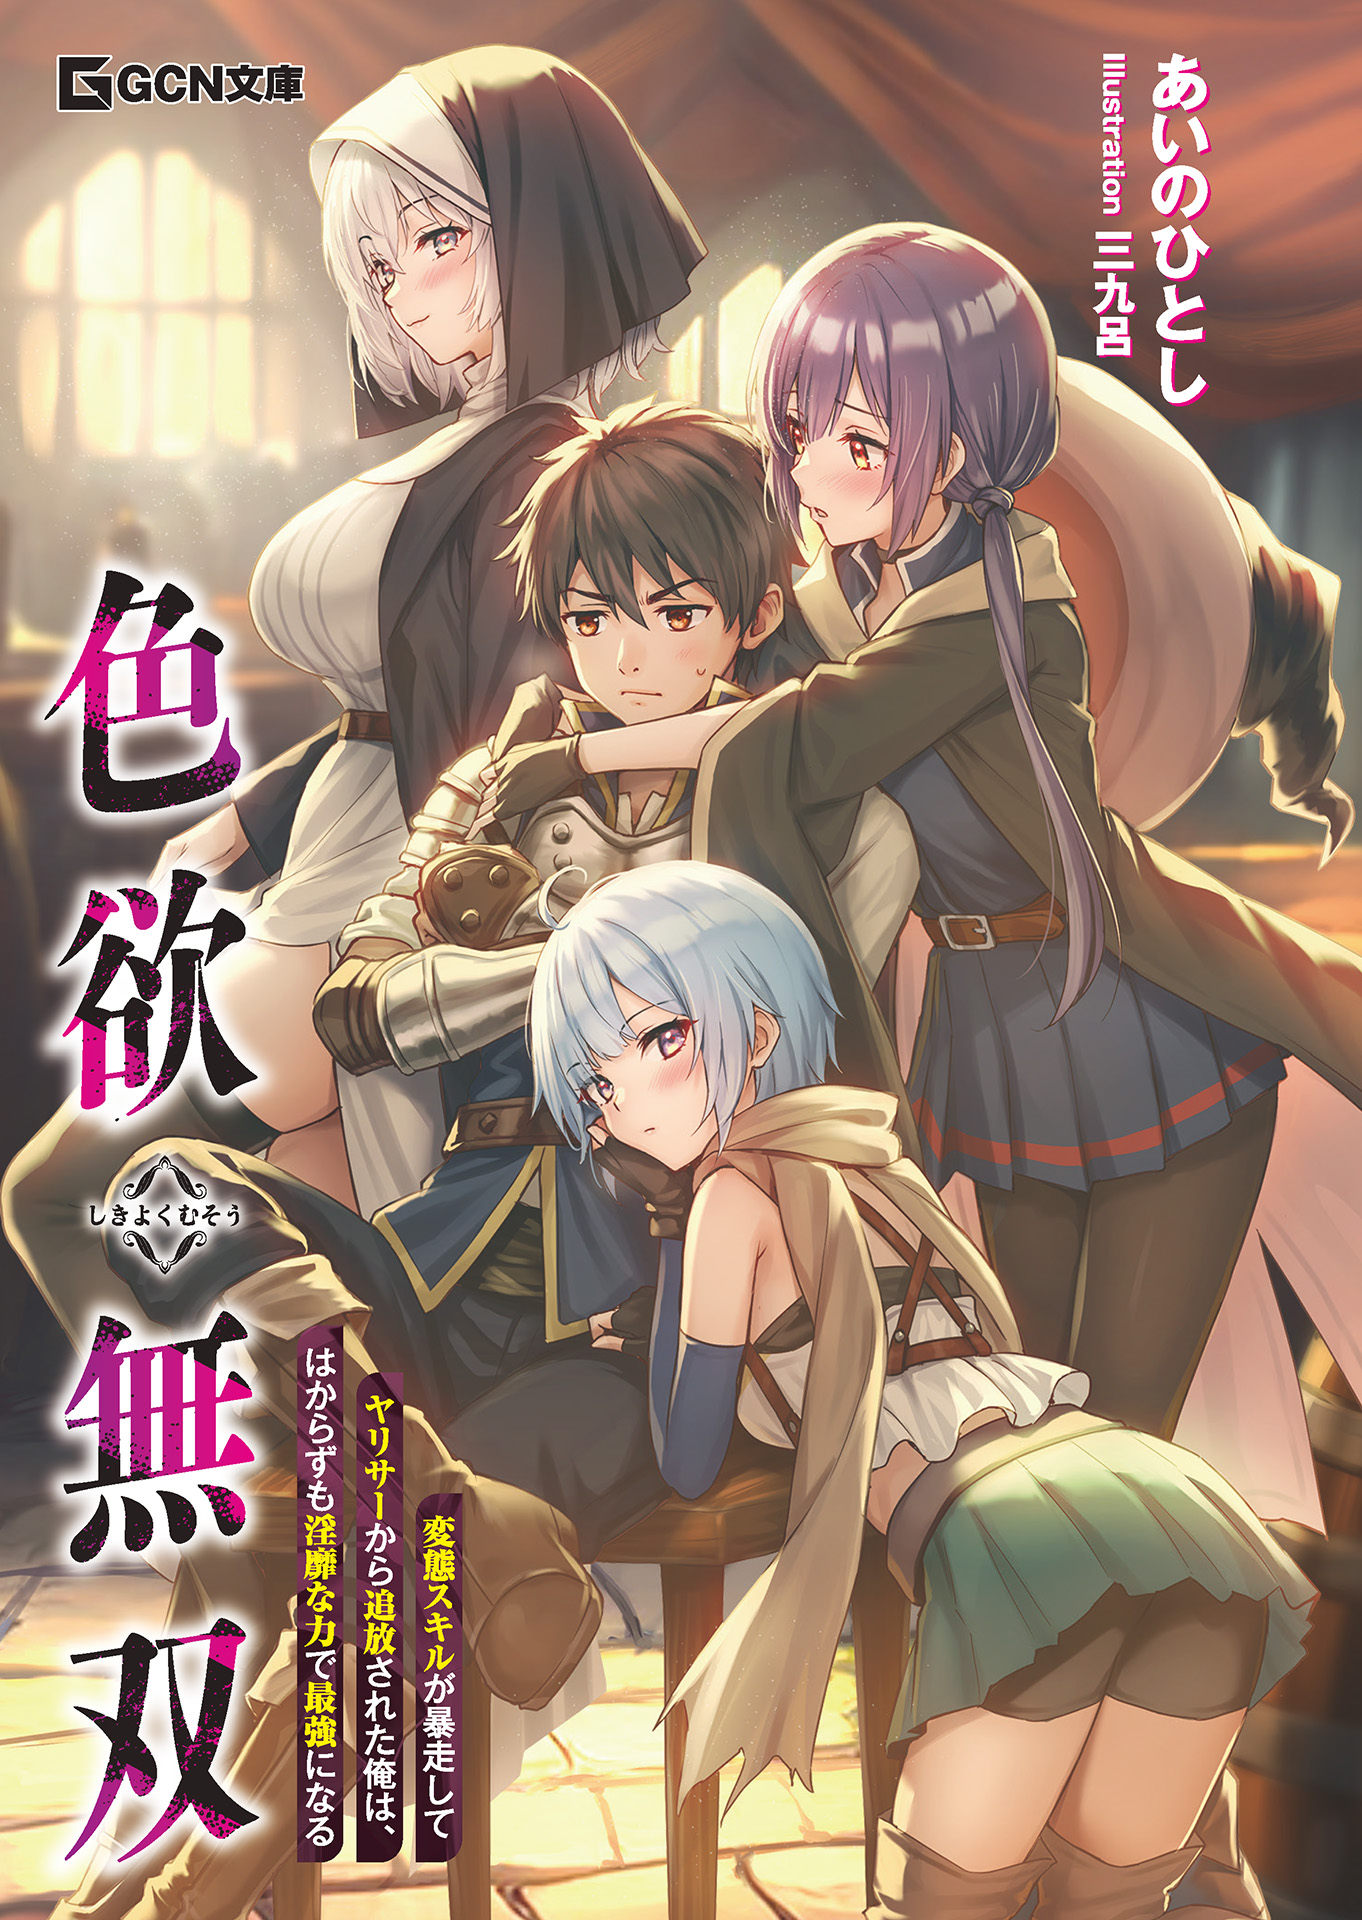 GCN文庫
あいのひとし
Illustration 三九呂
色欲無双
しきよくむそう
変態スキルが暴走して
ヤリサーから追放された俺は、
はからずも淫靡な力で最強になる